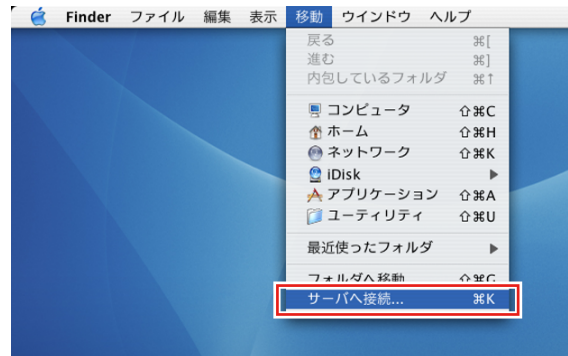 Finder ファイル 編集 表示 移動 ウインドウ ヘルプ
戻る ⌘[
進む ⌘]
内包しているフォルダ ⌘↑
コンピュータ ⇧⌘C
ホーム ⇧⌘H
ネットワーク ⇧⌘K
iDisk ▶
アプリケーション ⇧⌘A
ユーティリティ ⇧⌘U
最近使ったフォルダ ▶
フォルダへ移動 ⇧⌘G
サーバへ接続... ⌘K